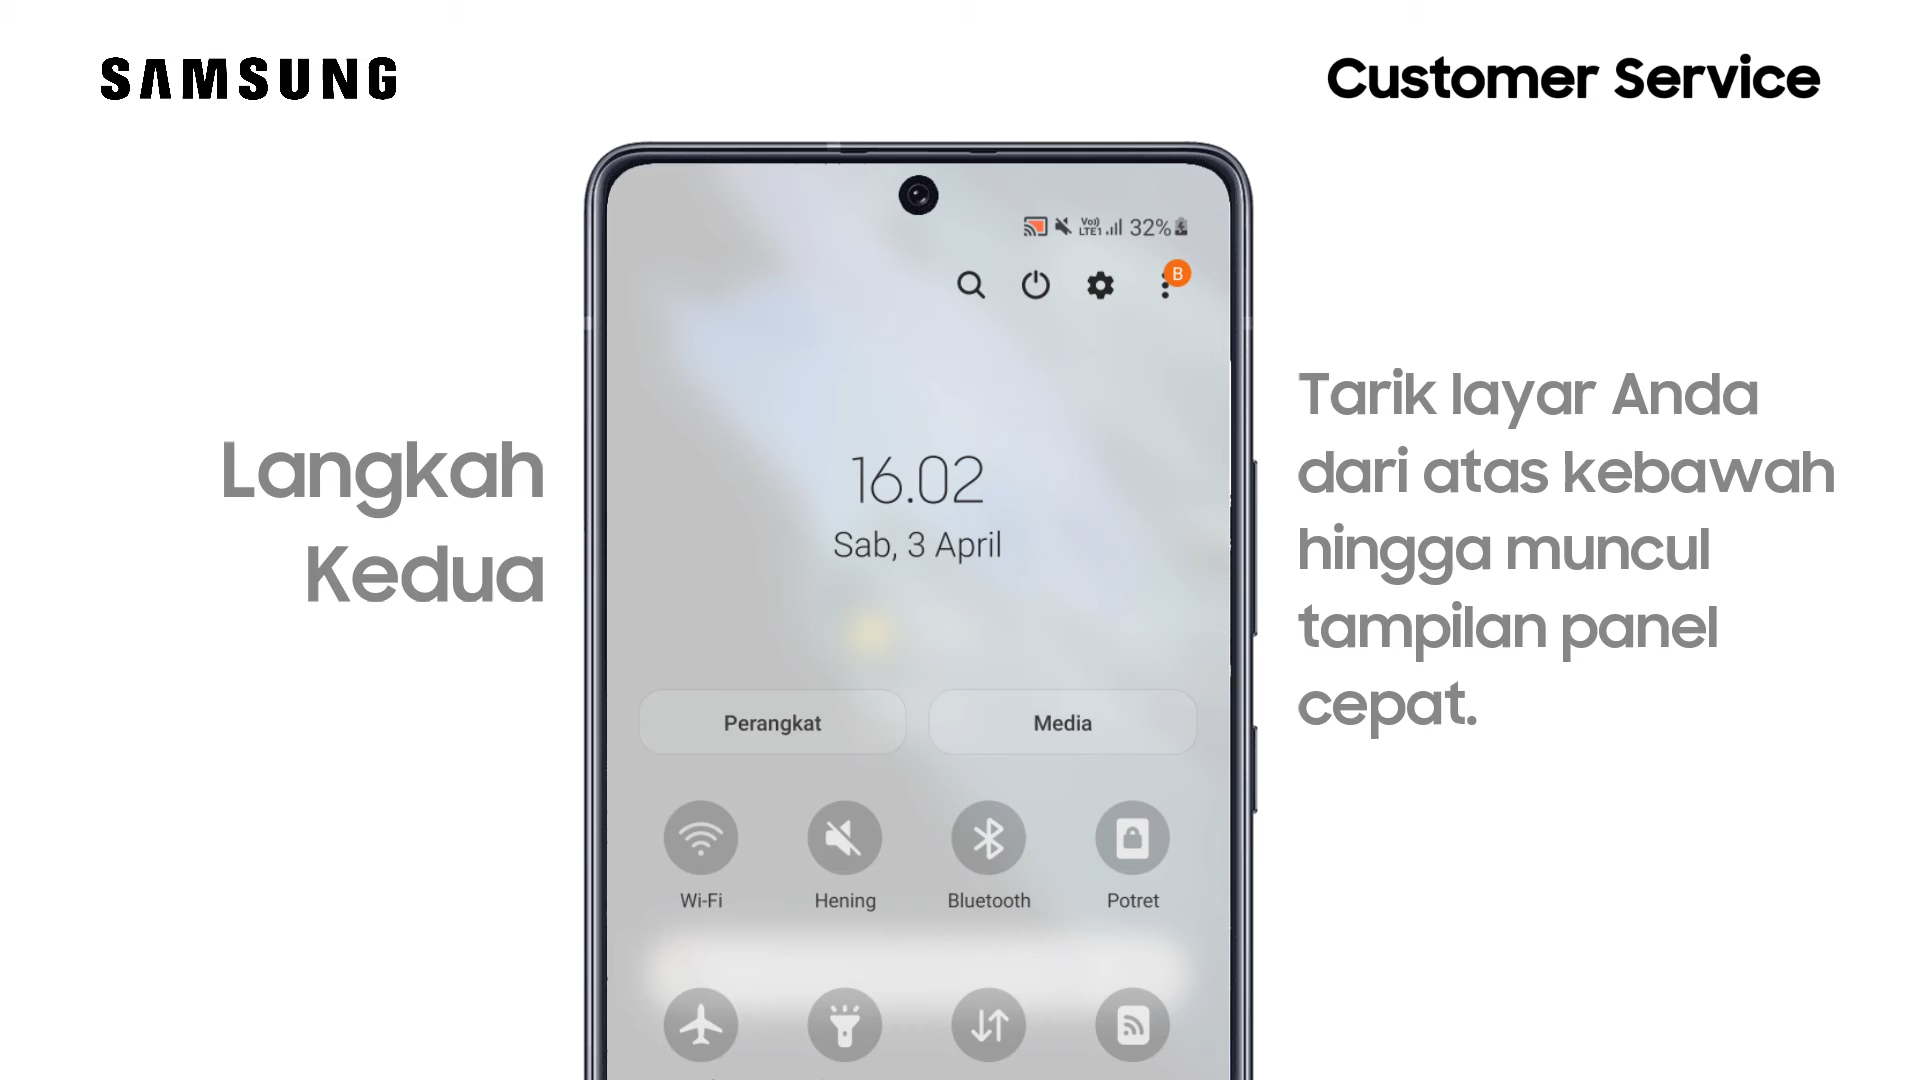 SAMSUNG
Customer Service
Langkah
Kedua
32%
B
16.02
Sab, 3 April
Perangkat
Media
Wi-Fi
Hening
Bluetooth
Potret
Tarik layar Anda
dari atas kebawah
hingga muncul
tampilan panel
cepat.